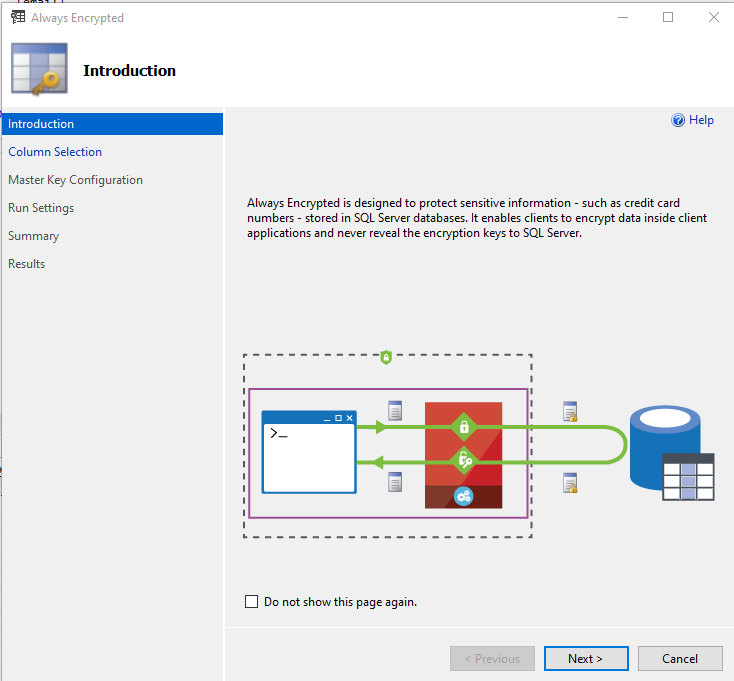 Always Encrypted
Introduction
Introduction
Column Selection
Master Key Configuration
Run Settings
Summary
Results
Help
Always Encrypted is designed to protect sensitive information - such as credit card
numbers - stored in SQL Server databases. It enables clients to encrypt data inside client
applications and never reveal the encryption keys to SQL Server.
>_
Do not show this page again.
< Previous
Next >
Cancel